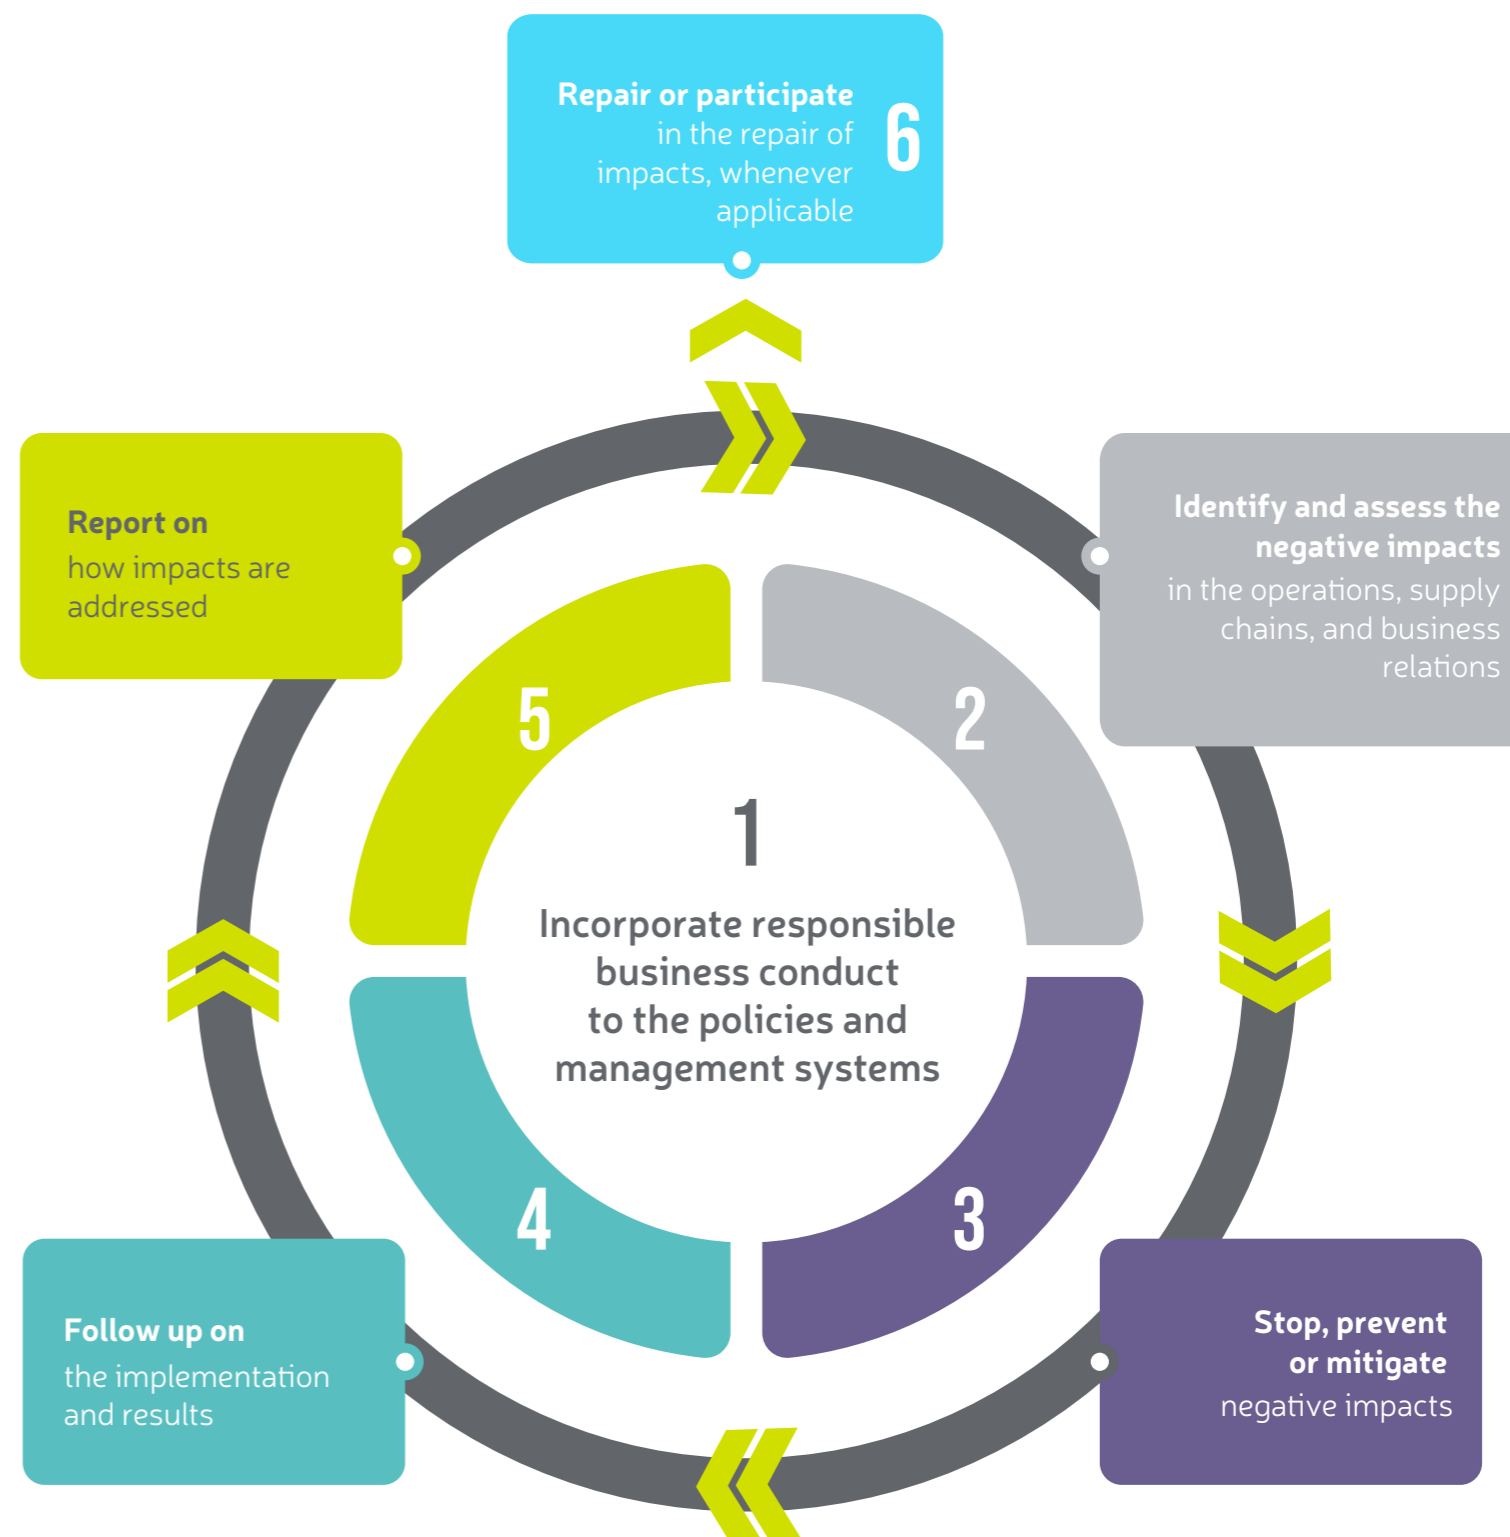 Repair or participate
in the repair of
impacts, whenever
applicable
6
Report on
how impacts are
addressed
Identify and assess the
negative impacts
in the operations, supply
chains, and business
relations
5
2
1
Incorporate responsible
business conduct
to the policies and
management systems
4
3
Follow up on
the implementation
and results
Stop, prevent
or mitigate
negative impacts